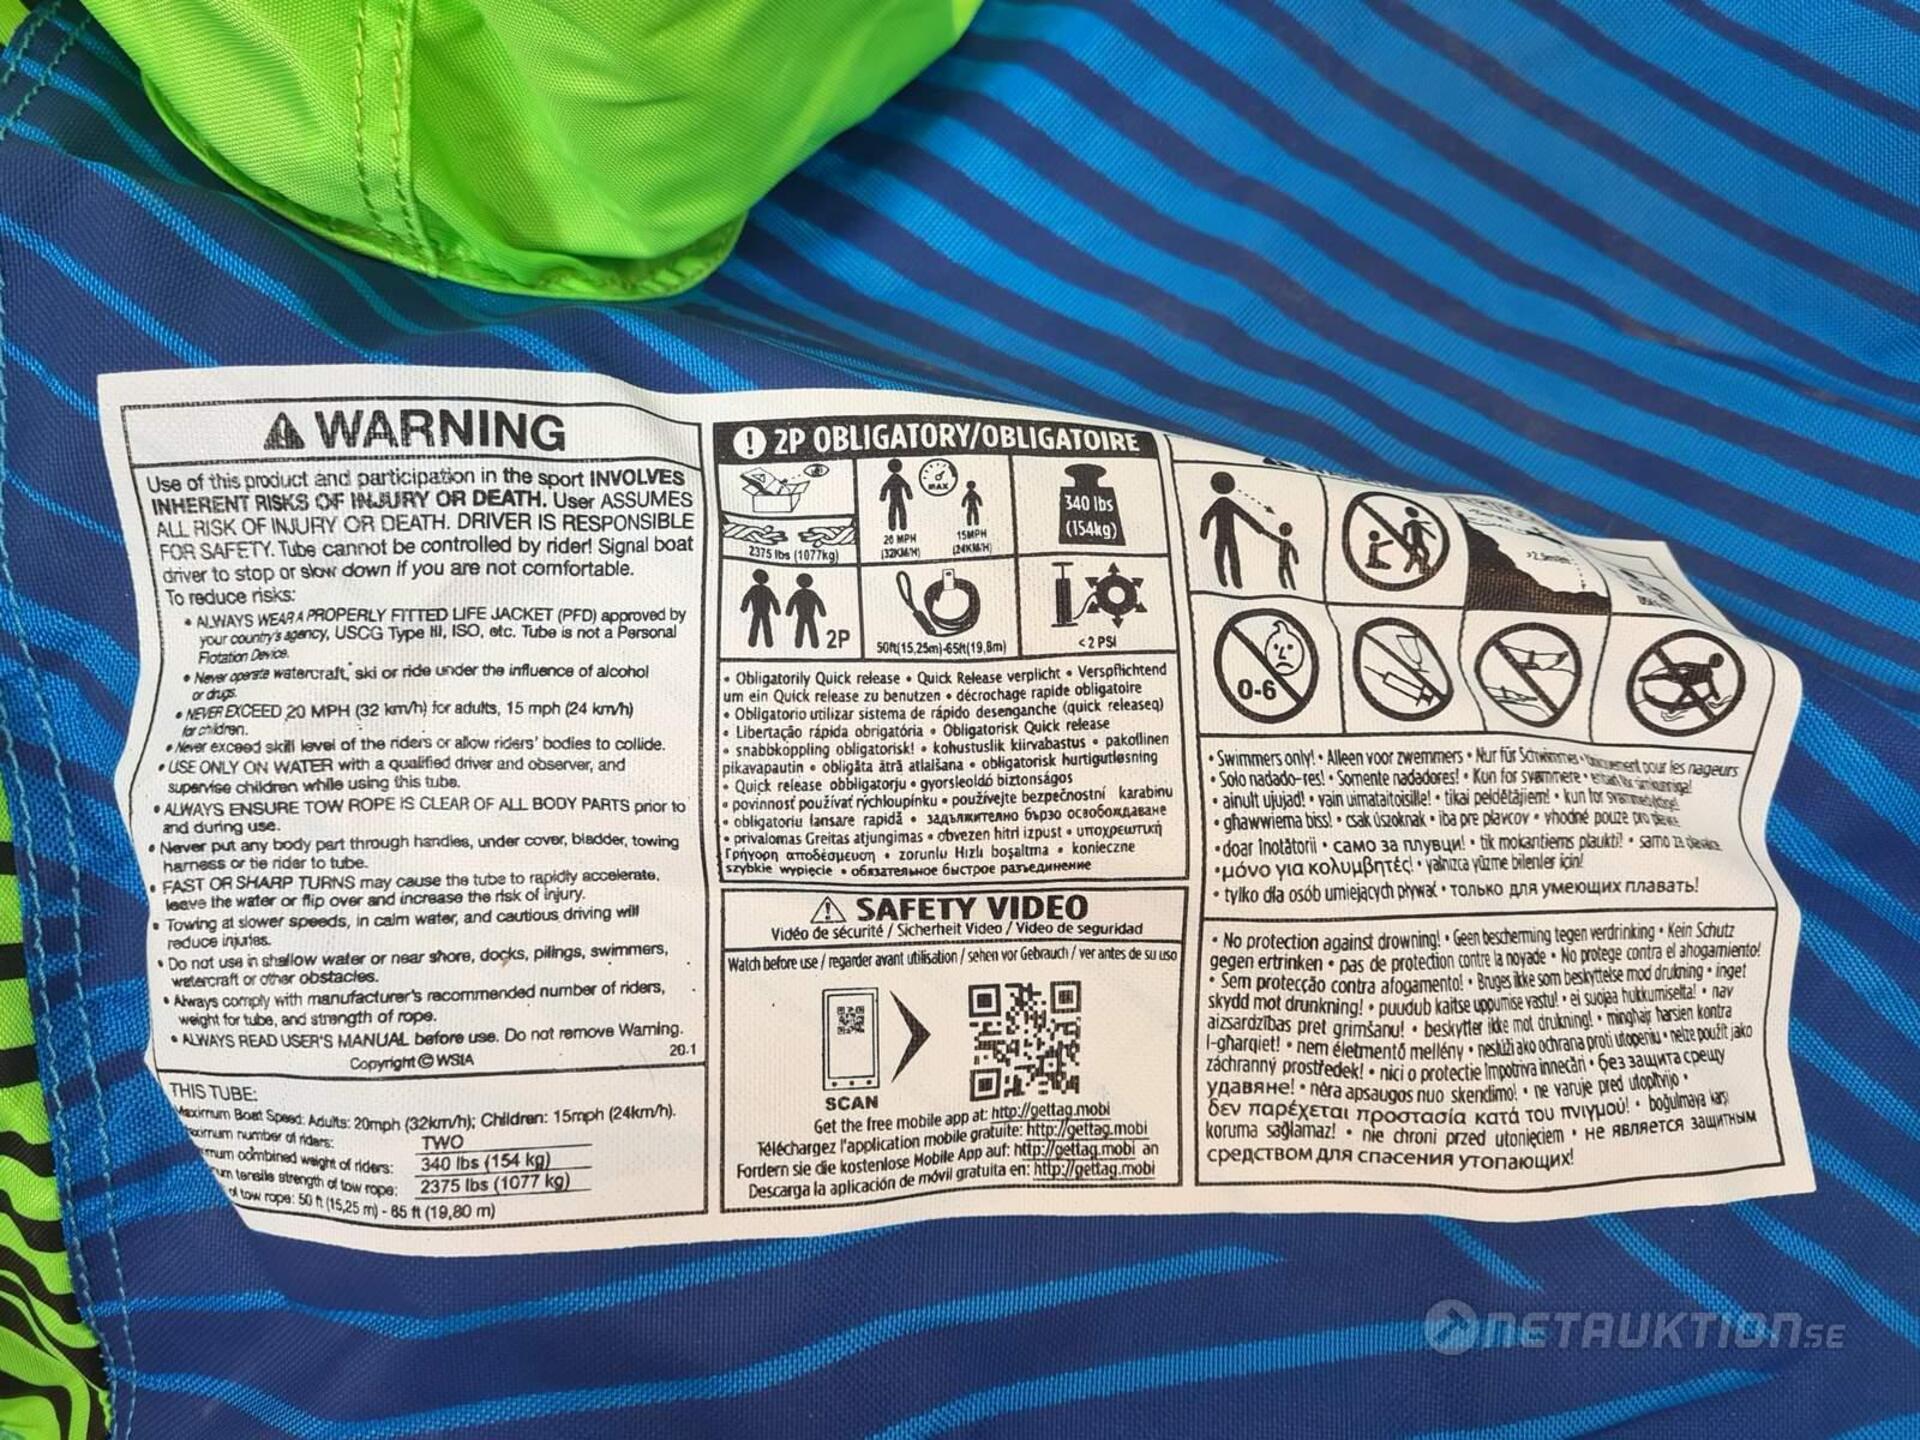 WARNING
Use of this product and participation in the sport INVOLVES
INHERENT RISKS OF INJURY OR DEATH. User ASSUMES
ALL RISK OF INJURY OR DEATH. DRIVER IS RESPONSIBLE
FOR SAFETY. Tube cannot be controlled by rider! Signal boat
driver to stop or slow down if you are not comfortable.
To reduce risks:
• ALWAYS WEAR A PROPERLY FITTED LIFE JACKET (PFD) approved by
your country's agency, USCG Type III, ISO, etc. Tube is not a Personal
Flotation Device.
• Never operate watercraft, ski or ride under the influence of alcohol
or drugs.
• NEVER EXCEED 20 MPH (32 km/h) for adults, 15 mph (24 km/h)
for children.
• Never exceed skill level of the riders or allow riders' bodies to collide.
• USE ONLY ON WATER with a qualified driver and observer, and
supervise children while using this tube.
• ALWAYS ENSURE TOW ROPE IS CLEAR OF ALL BODY PARTS prior to
and during use.
• Never put any body part through handles, under cover, bladder, towing
harness or tie rider to tube.
• FAST OR SHARP TURNS may cause the tube to rapidly accelerate,
leave the water or flip over and increase the risk of injury.
• Towing at slower speeds, in calm water, and cautious driving will
reduce injuries.
• Do not use in shallow water or near shore, docks, pilings, swimmers,
watercraft or other obstacles.
• Always comply with manufacturer's recommended number of riders,
weight for tube, and strength of rope.
• ALWAYS READ USER'S MANUAL before use. Do not remove Warning.
Copyright © WSIA 20.1
THIS TUBE:
Maximum Boat Speed: Adults: 20mph (32km/h); Children: 15mph (24km/h).
number of riders: TWO
combined weight of riders: 340 lbs (154 kg)
tensile strength of tow rope: 2375 lbs (1077 kg)
of tow rope: 50 ft (15,25 m) - 65 ft (19,80 m)
! 2P OBLIGATORY/OBLIGATOIRE
2375 lbs (1077kg)
MAX
20 MPH
(32KM/H)
15MPH
(24KM/H)
340 lbs
(154kg)
2P
50ft(15,25m)-65ft(19,8m)
<2 PSI
• Obligatorily Quick release • Quick Release verplicht • Verspflichtend
um ein Quick release zu benutzen • décrochage rapide obligatoire
• Obligatorio utilizar sistema de rápido desenganche (quick releaseq)
• Libertação rápida obrigatória • Obligatorisk Quick release
• snabbkoppling obligatorisk! • kohustuslik kiirvabastus • pakollinen
pikavapautin • obligāta ātrā atlaišana • obligatorisk hurtigutløsning
• Quick release obbligatorju • gyorsleoldó biztonságos
• povinnosť používať rýchloupínku • používejte bezpečnostní karabinu
• obligatoriu lansare rapidă • задължително бързо освобождаване
• privalomas Greitas atjungimas • obvezen hitri izpust • υποχρεωτική
Γρήγορη αποδέσμευση • zorunlu Hızlı boşaltma • konieczne
szybkie wypięcie • обязательное быстрое разъединение
SAFETY VIDEO
Vidéo de sécurité / Sicherheit Video / Video de seguridad
Watch before use / regarder avant utilisation / sehen vor Gebrauch / ver antes de su uso
SCAN
Get the free mobile app at: http://gettag.mobi
Téléchargez l'application mobile gratuite: http://gettag.mobi
Fordern sie die kostenlose Mobile App auf: http://gettag.mobi an
Descarga la aplicación de móvil gratuita en: http://gettag.mobi
0-6
• Swimmers only! • Alleen voor zwemmers • Nur für Schwimmer • uniquement pour les nageurs
• Solo nadado-res! • Somente nadadores! • Kun for svømmere •
• ainult ujujad! • vain uimataitoisille! • tikai peldētājiem! • kun for
• għawwiema biss! • csak úszóknak • iba pre plavcov • vhodné pouze pro plavce
• doar înotătorii • само за плувци! • tik mokantiems plaukti! • samo za plavalce
• μόνο για κολυμβητές! • yalnızca yüzme bilenler için!
• tylko dla osób umiejących pływać • только для умеющих плавать!
• No protection against drowning! • Geen bescherming tegen verdrinking • Kein Schutz
gegen ertrinken • pas de protection contre la noyade • No protege contra el ahogamiento!
• Sem protecção contra afogamento! • Bruges ikke som beskyttelse mod drukning • inget
skydd mot drunkning! • puudub kaitse uppumise vastu! • ei suojaa hukkumiselta! • nav
aizsardzības pret grimšanu! • beskytter ikke mot drukning! • mingħajr ħarsien kontra
l-għarqiet! • nem életmentő mellény • neslúži ako ochrana proti utopeniu • nelze použít jako
záchranný prostředek! • nici o protectie împotriva innecări • без защита срещу
удавяне! • nėra apsaugos nuo skendimo! • ne varuje pred utopitvijo •
δεν παρέχεται προστασία κατά του πνιγμού! • boğulmaya karşı
koruma sağlamaz! • nie chroni przed utonięciem • не является защитным
средством для спасения утопающих!
NETAUKTION.SE